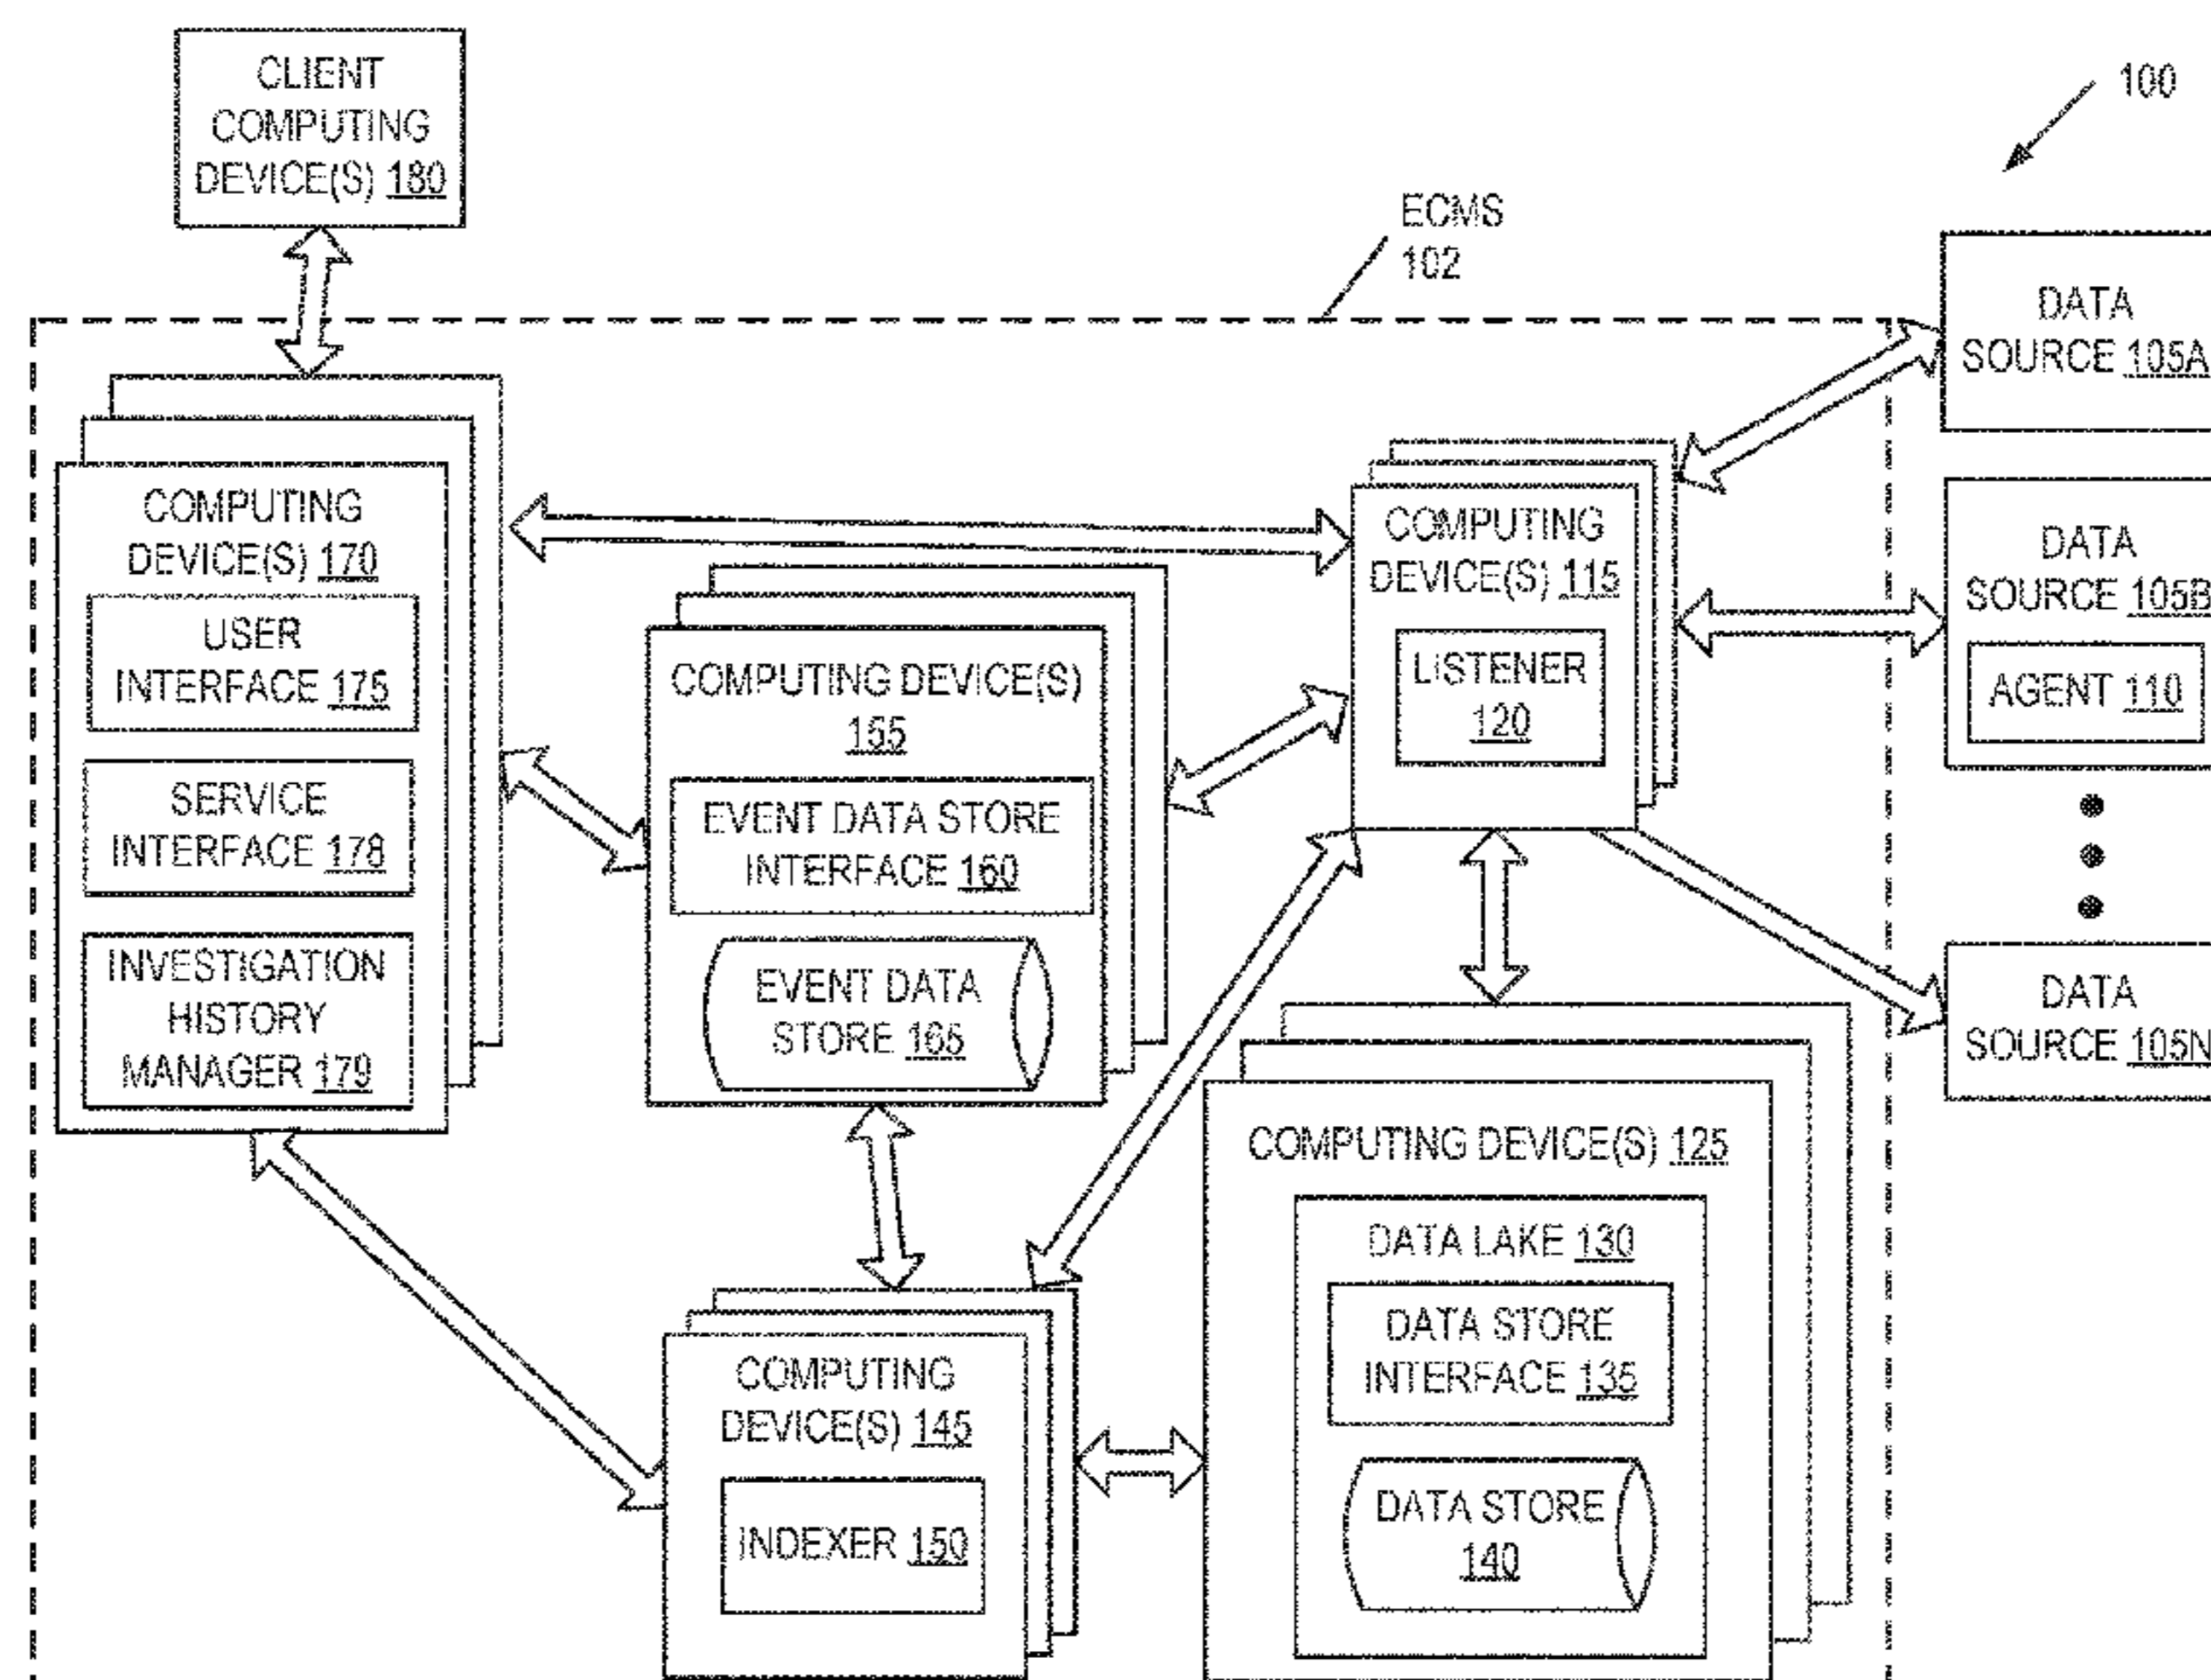 CLIENT
COMPUTING
DEVICE(S) 180
100
ECMS
102
DATA
SOURCE 105A
COMPUTING
DEVICE(S) 170
USER
INTERFACE 175
SERVICE
INTERFACE 178
INVESTIGATION
HISTORY
MANAGER 179
COMPUTING DEVICE(S)
155
EVENT DATA STORE
INTERFACE 160
EVENT DATA
STORE 165
COMPUTING
DEVICE(S) 115
LISTENER
120
DATA
SOURCE 105B
AGENT 110
DATA
SOURCE 105N
COMPUTING DEVICE(S) 125
DATA LAKE 130
DATA STORE
INTERFACE 135
DATA STORE
140
COMPUTING
DEVICE(S) 145
INDEXER 150